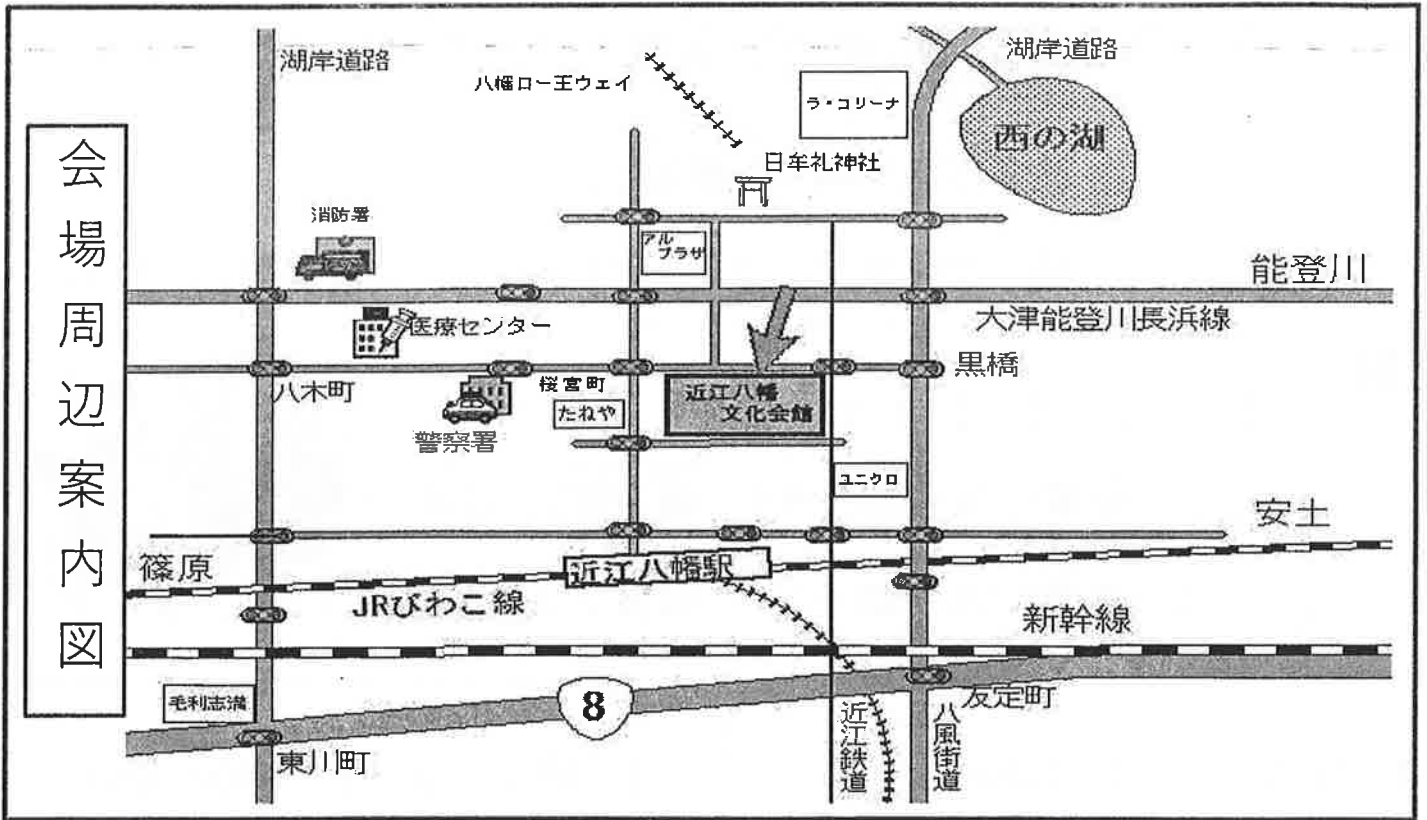 会場周辺案内図
湖岸道路
八幡ロー王ウェイ
ラ・コリーナ
湖岸道路
西の湖
日牟礼神社
消防署
アル
プラザ
能登川
医療センター
大津能登川長浜線
八木町
桜宮町
近江八幡
文化会館
黒橋
たねや
警察署
ユニクロ
安土
篠原
近江八幡駅
JRびわこ線
新幹線
毛利志満
8
友定町
東川町
近江鉄道
八風街道